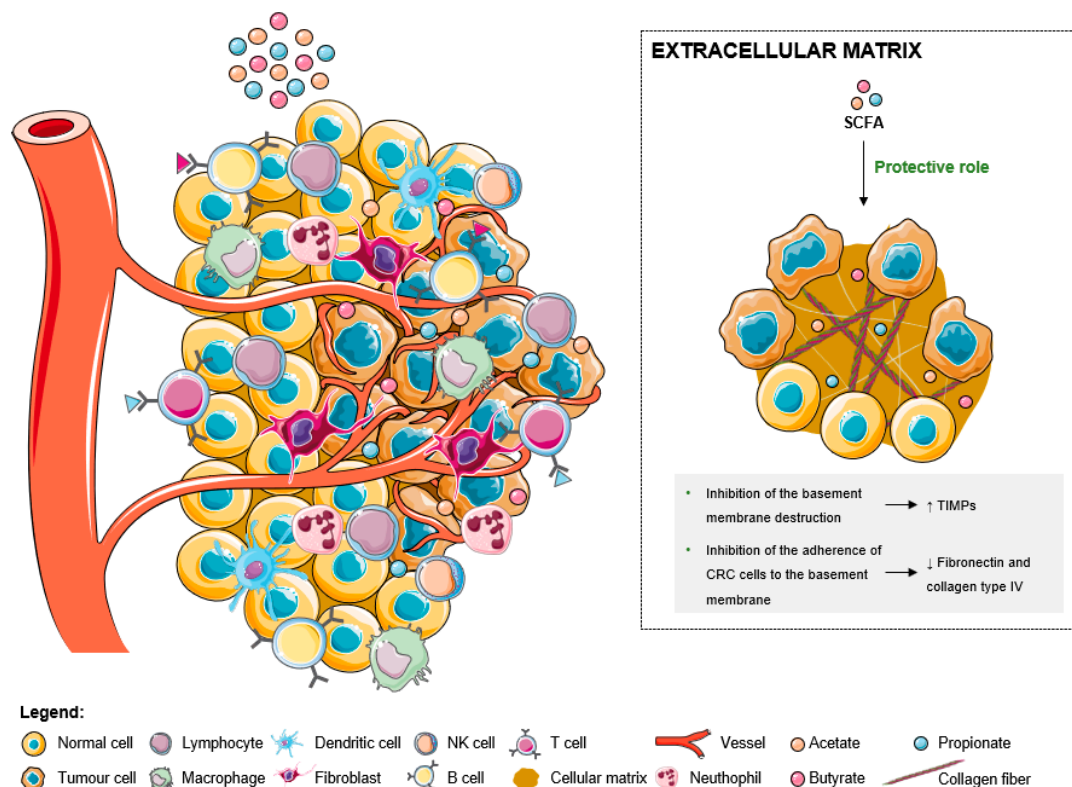 EXTRACELLULAR MATRIX
SCFA
Protective role
• Inhibition of the basement
membrane destruction
↑ TIMPs
• Inhibition of the adherence of
CRC cells to the basement
membrane
↓ Fibronectin and
collagen type IV
Legend:
Normal cell Lymphocyte Dendritic cell NK cell T cell Vessel Acetate Propionate
Tumour cell Macrophage Fibroblast B cell Cellular matrix Neuthophil Butyrate Collagen fiber